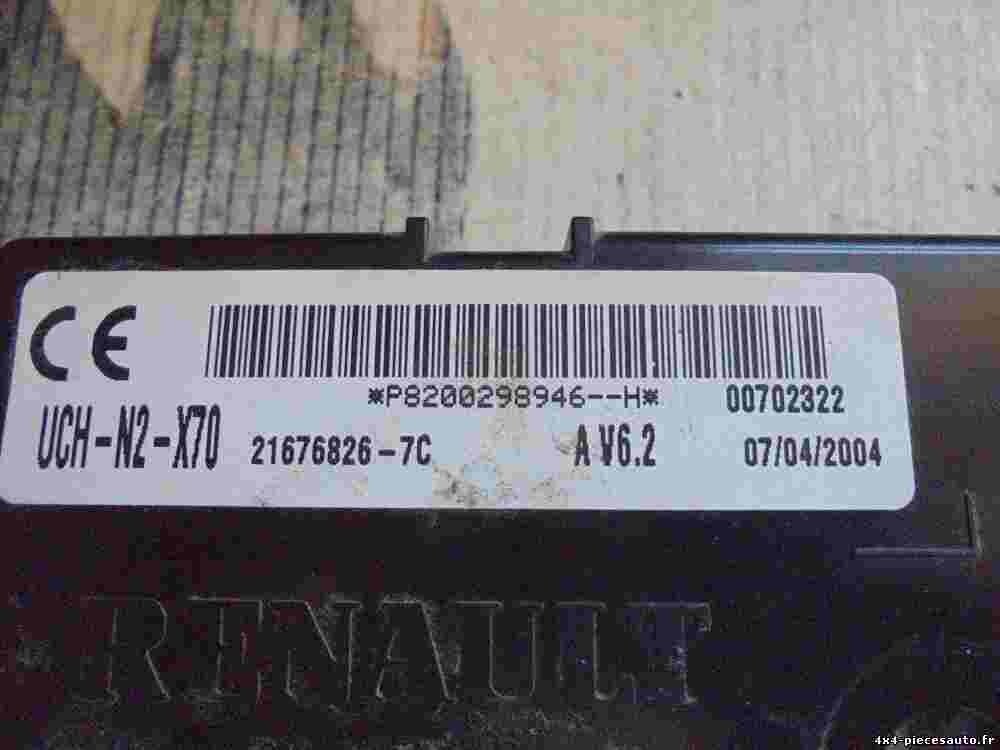 CE
*P8200298946--H* 00702322
UCH-N2-X70 21676826-7C A V6.2 07/04/2004
RENAULT
4x4-piecesauto.fr